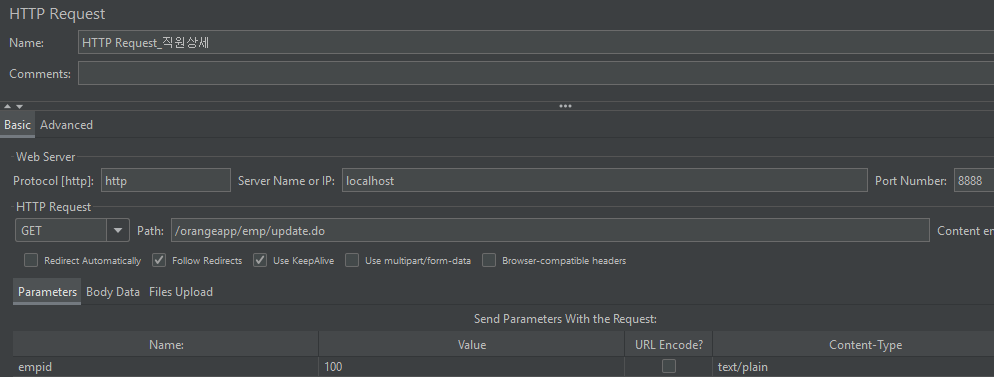 HTTP Request
Name: HTTP Request_직원상세
Comments:
Basic Advanced
Web Server
Protocol [http]: http Server Name or IP: localhost Port Number: 8888
HTTP Request
GET Path: /orangeapp/emp/update.do Content en
Redirect Automatically Follow Redirects Use KeepAlive Use multipart/form-data Browser-compatible headers
Parameters Body Data Files Upload
Send Parameters With the Request:
Name: Value URL Encode? Content-Type
empid 100 text/plain